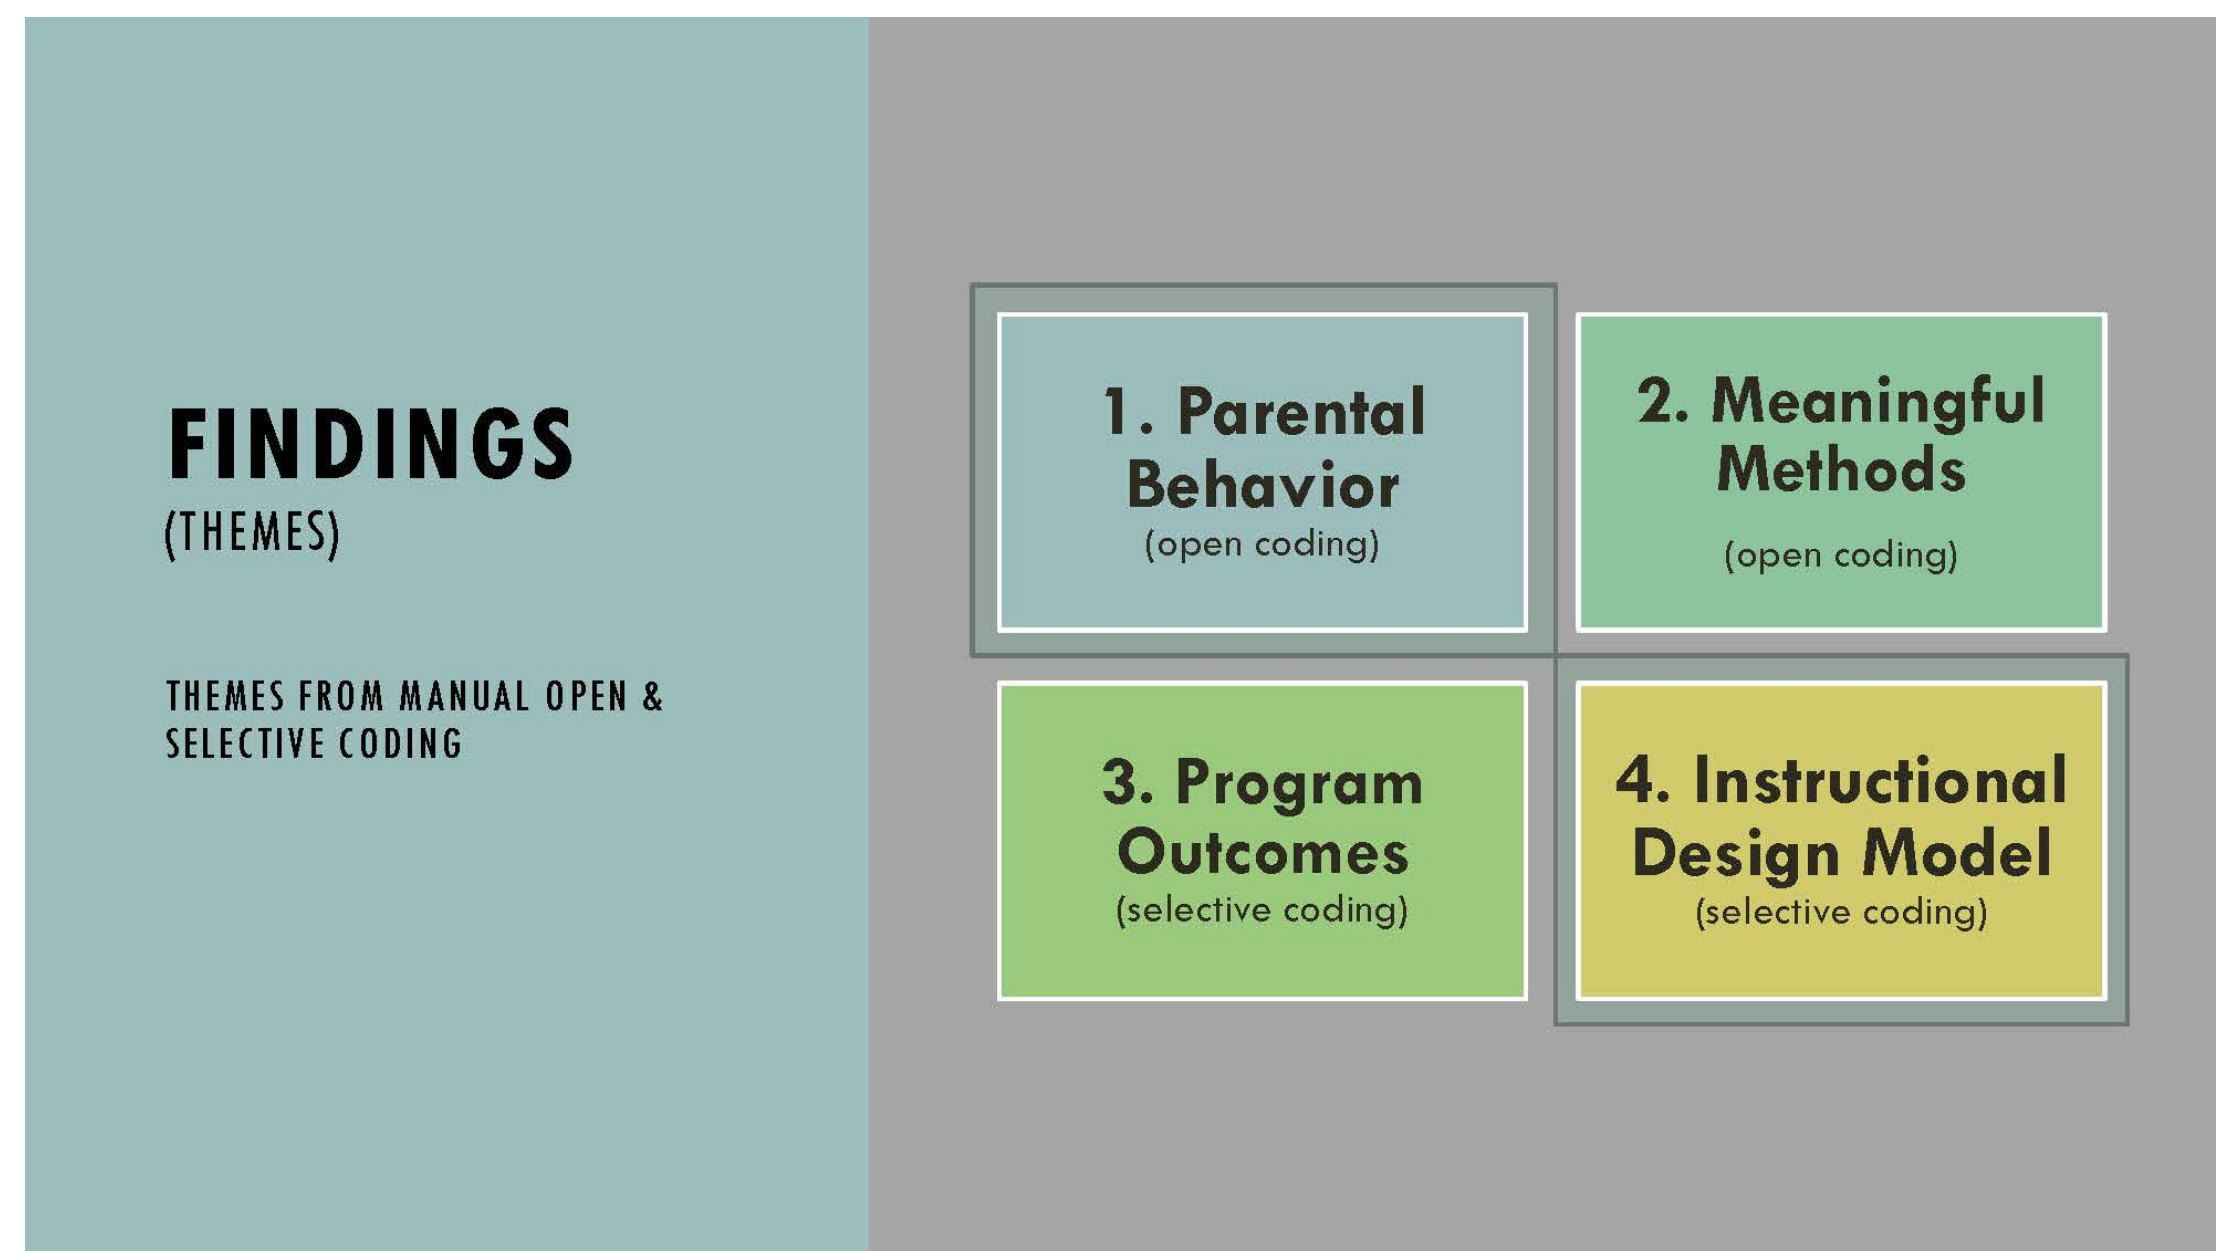 FINDINGS
(THEMES)
THEMES FROM MANUAL OPEN &
SELECTIVE CODING
1. Parental
Behavior
(open coding)
2. Meaningful
Methods
(open coding)
3. Program
Outcomes
(selective coding)
4. Instructional
Design Model
(selective coding)